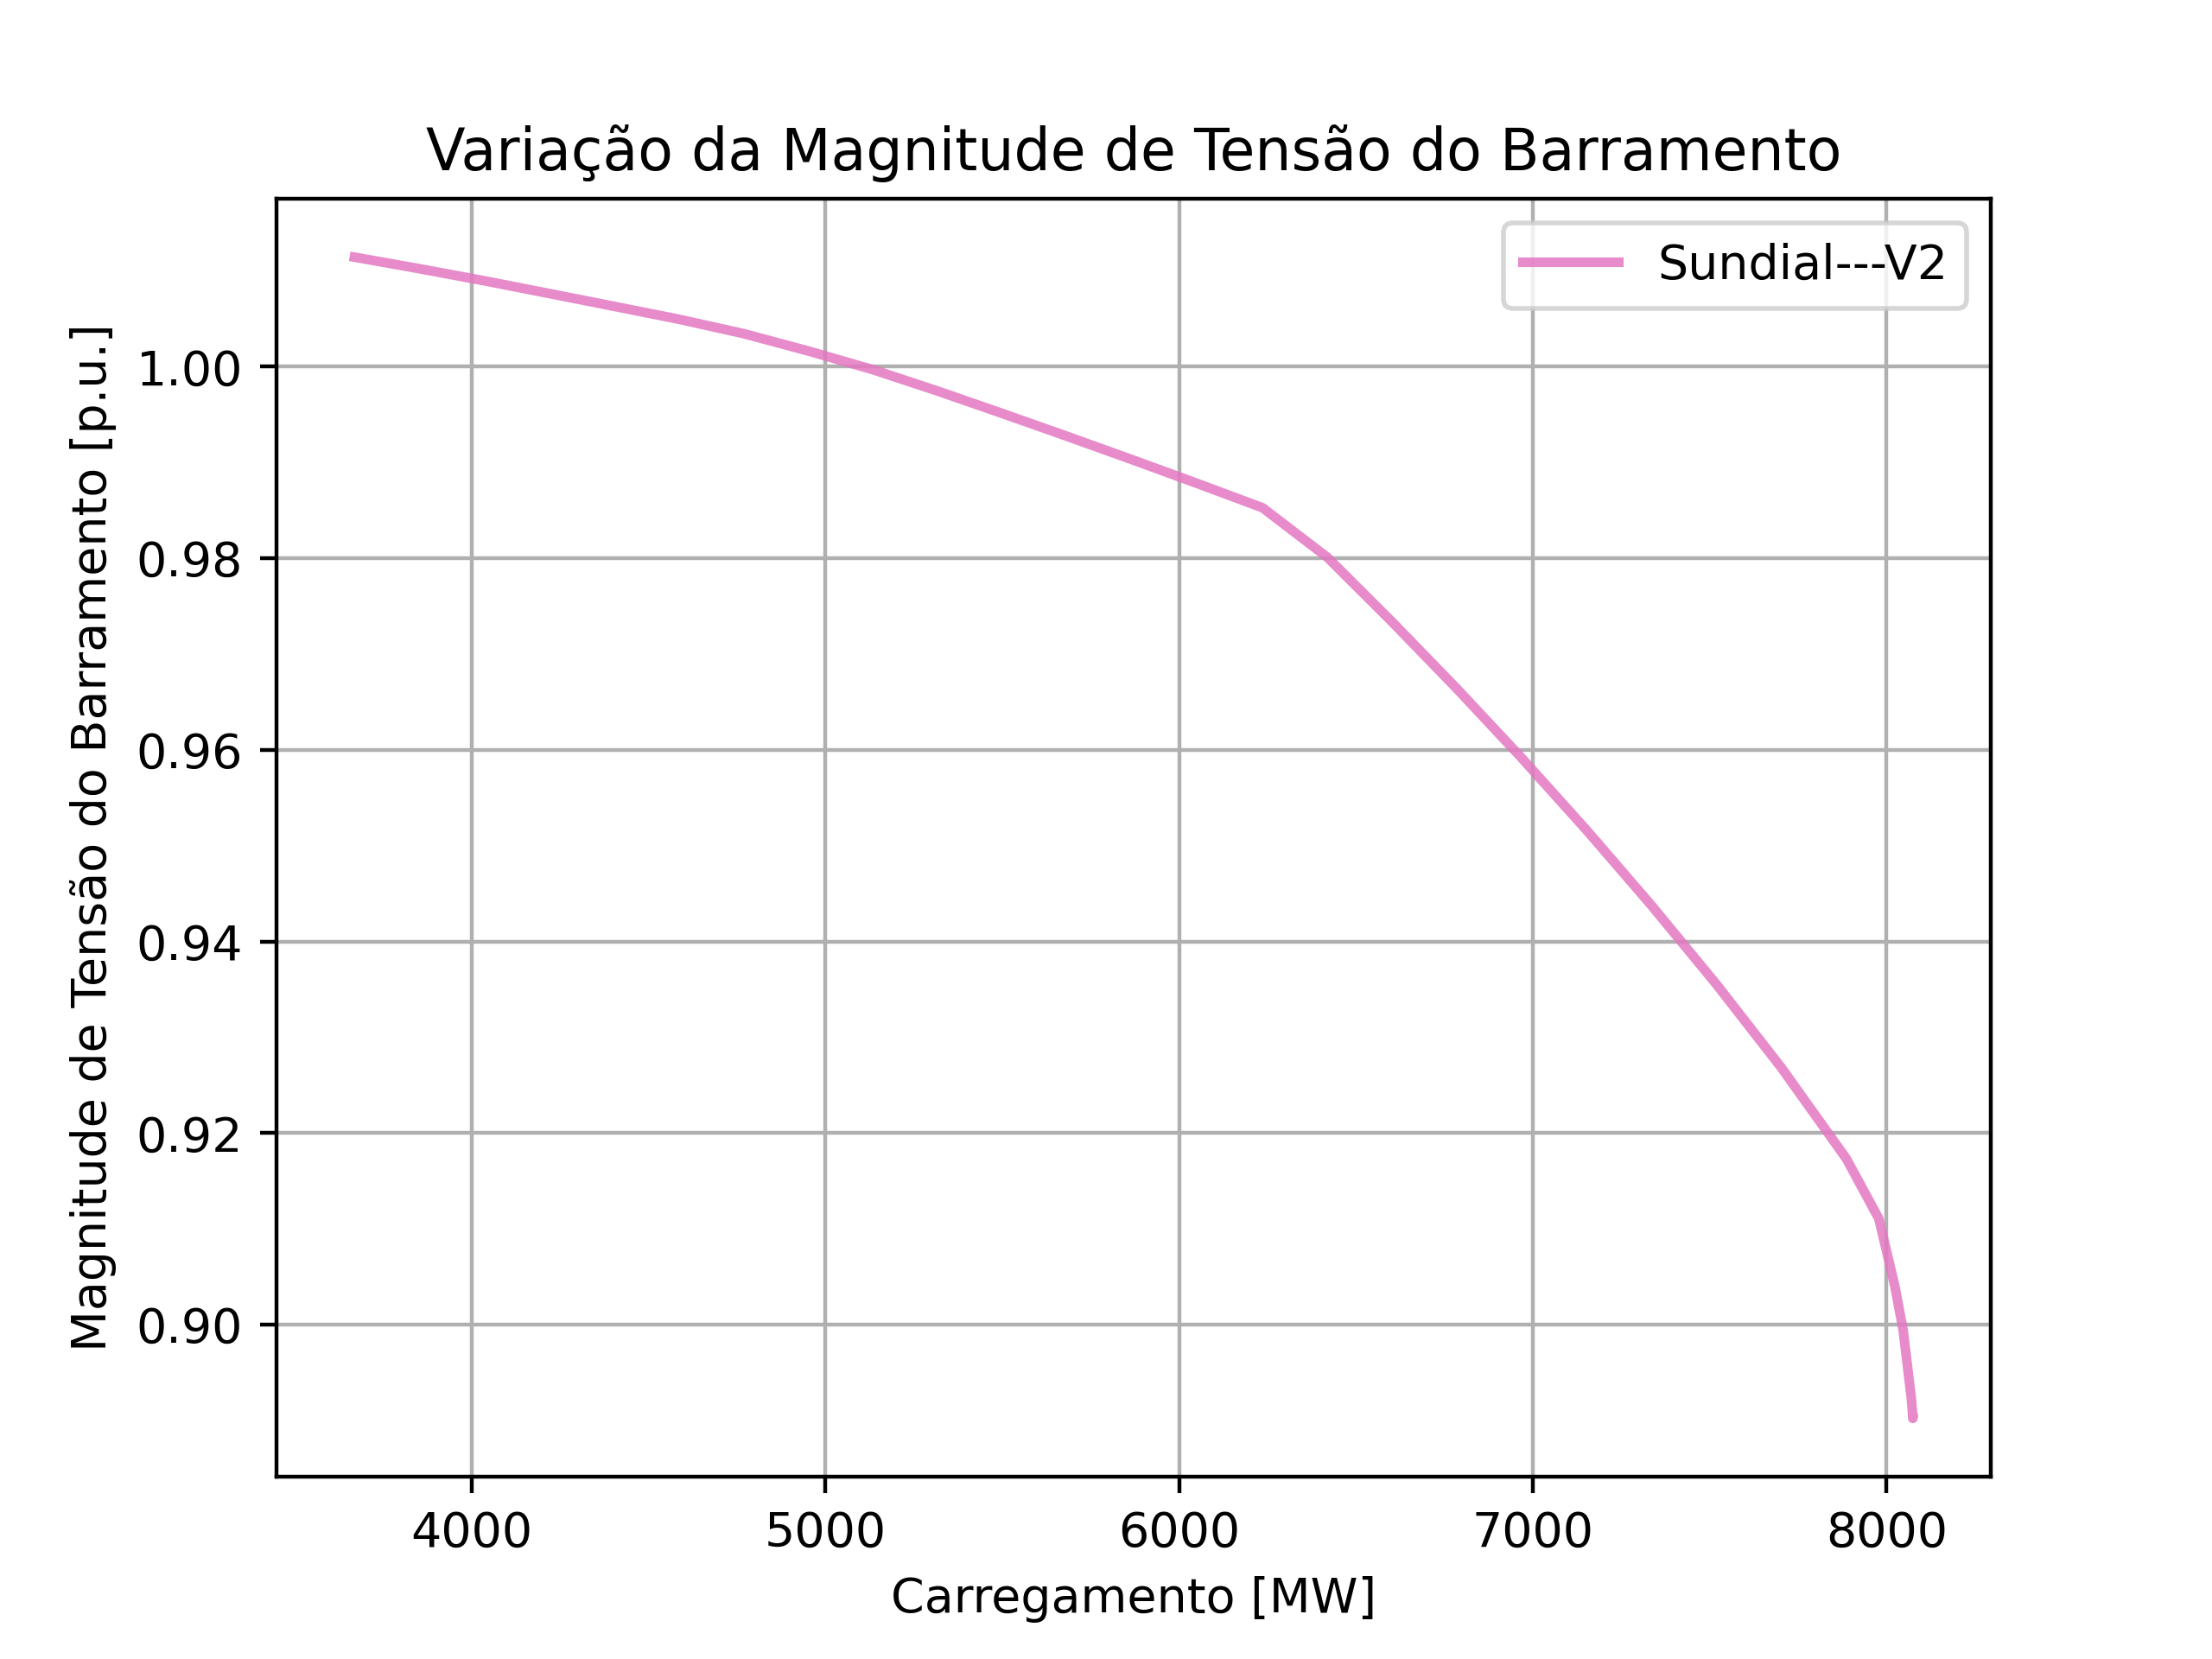 Variação da Magnitude de Tensão do Barramento
Sundial---V2
Magnitude de Tensão do Barramento [p.u.]
1.00
0.98
0.96
0.94
0.92
0.90
4000 5000 6000 7000 8000
Carregamento [MW]